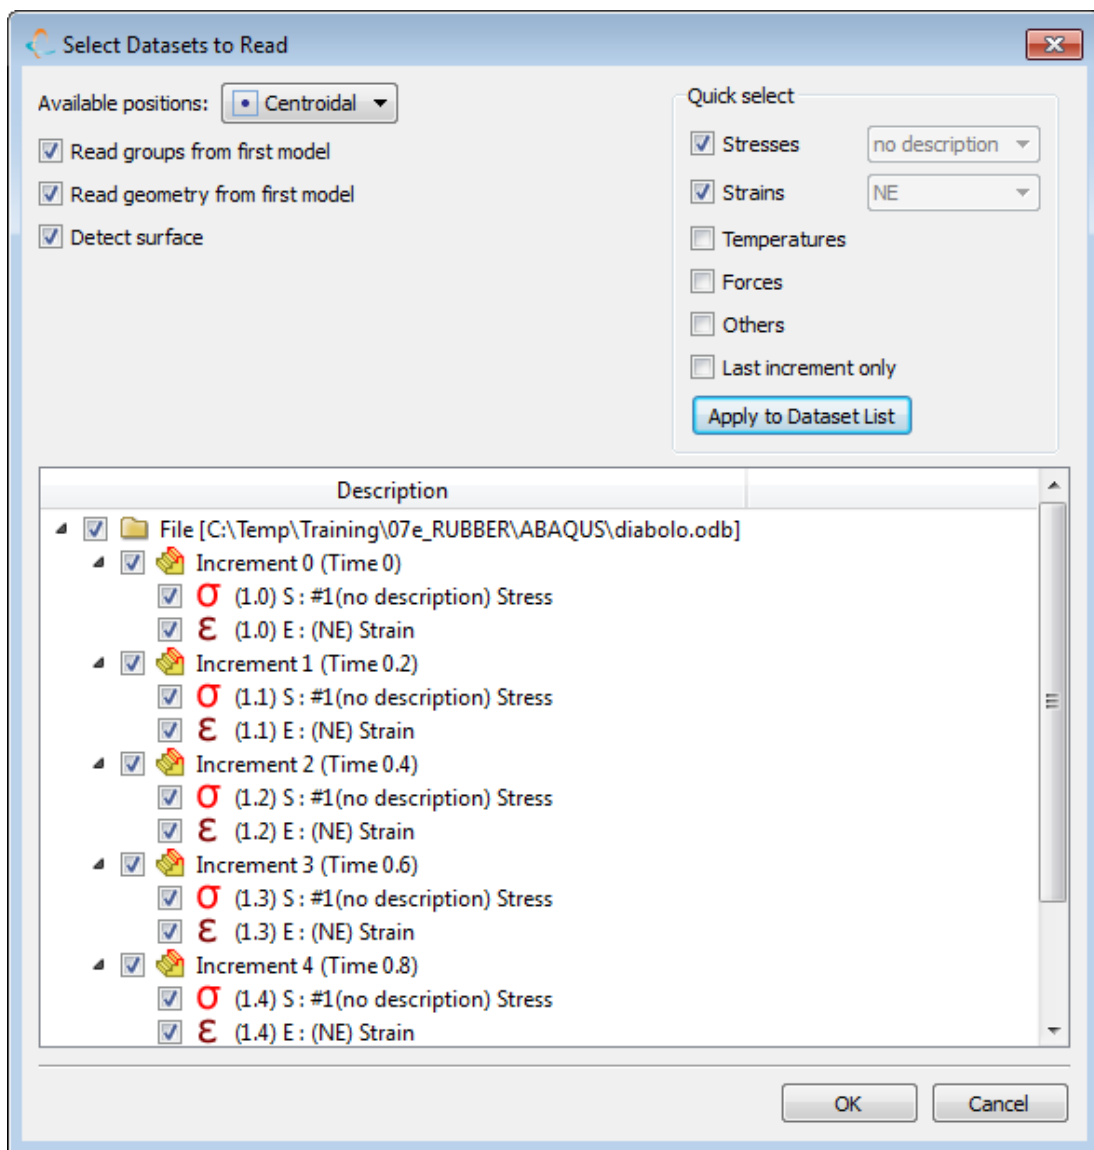 Select Datasets to Read
Available positions: Centroidal
Read groups from first model
Read geometry from first model
Detect surface
Quick select
Stresses no description
Strains NE
Temperatures
Forces
Others
Last increment only
Apply to Dataset List
Description
File [C:\Temp\Training\07e_RUBBER\ABAQUS\diabolo.odb]
Increment 0 (Time 0)
σ (1.0) S : #1(no description) Stress
ε (1.0) E : (NE) Strain
Increment 1 (Time 0.2)
σ (1.1) S : #1(no description) Stress
ε (1.1) E : (NE) Strain
Increment 2 (Time 0.4)
σ (1.2) S : #1(no description) Stress
ε (1.2) E : (NE) Strain
Increment 3 (Time 0.6)
σ (1.3) S : #1(no description) Stress
ε (1.3) E : (NE) Strain
Increment 4 (Time 0.8)
σ (1.4) S : #1(no description) Stress
ε (1.4) E : (NE) Strain
OK Cancel